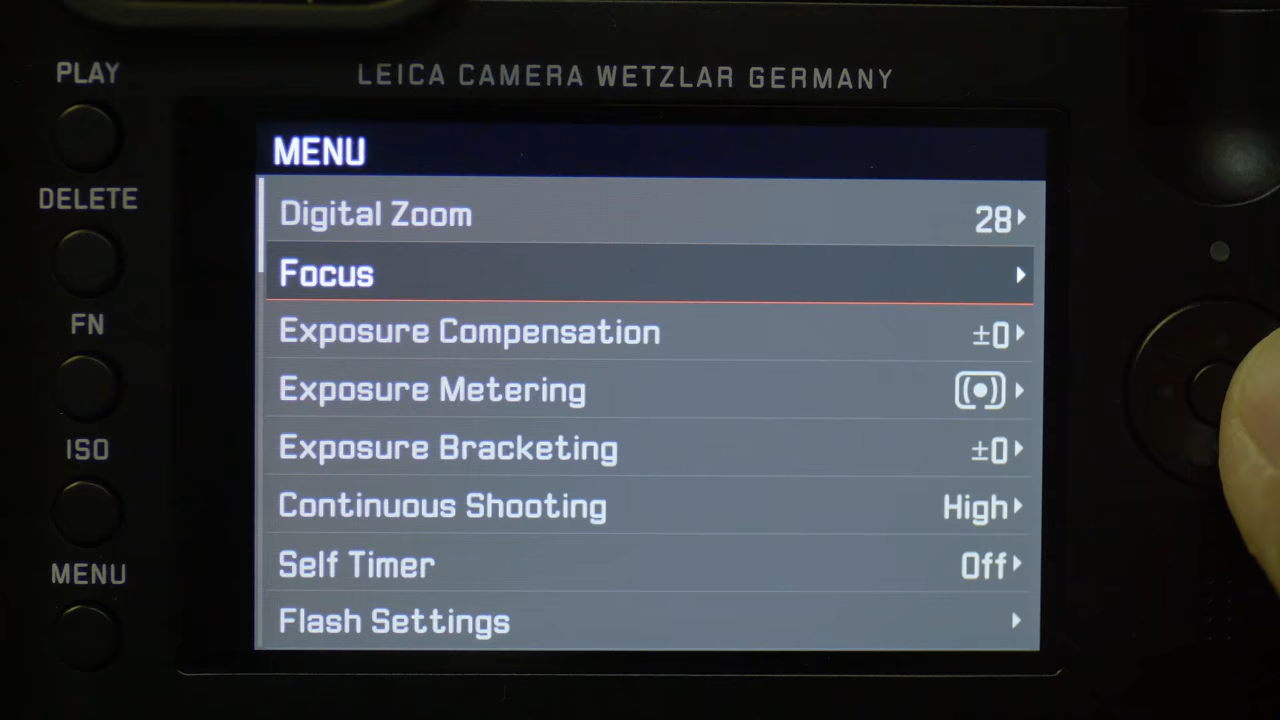 PLAY
LEICA CAMERA WETZLAR GERMANY
MENU
DELETE
Digital Zoom 28
Focus
FN
Exposure Compensation ±0
Exposure Metering
ISO
Exposure Bracketing ±0
Continuous Shooting High
MENU
Self Timer Off
Flash Settings